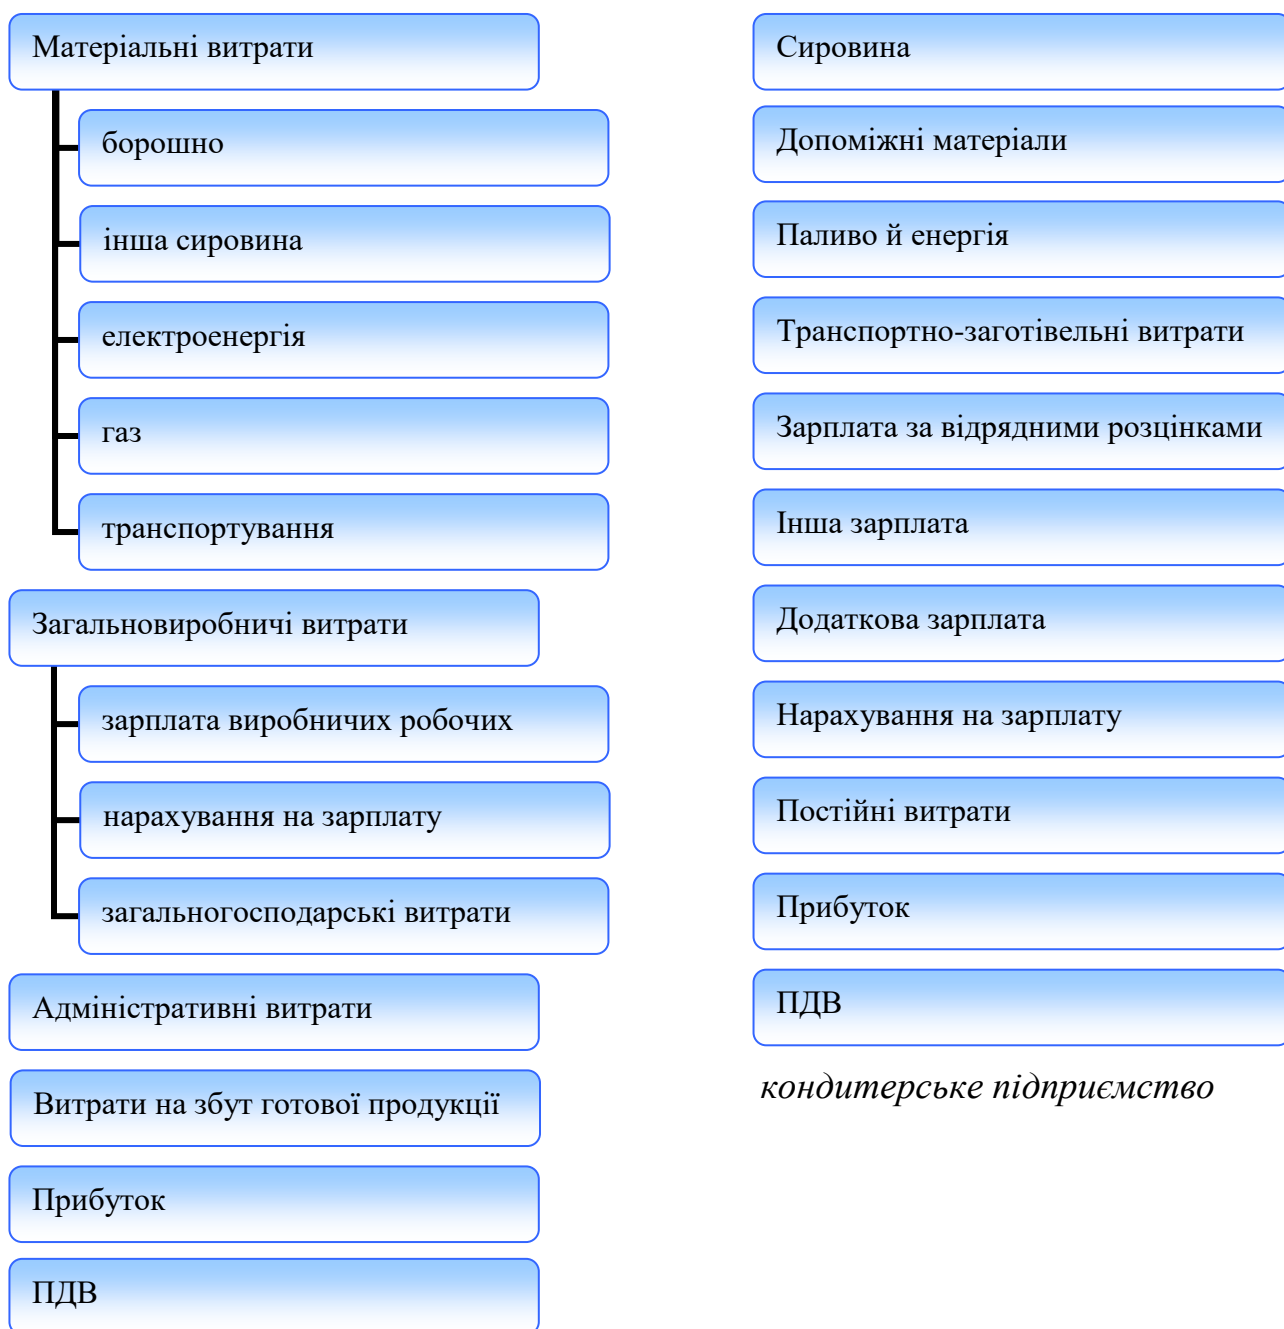 Матеріальні витрати
борошно
інша сировина
електроенергія
газ
транспортування
Загальновиробничі витрати
зарплата виробничих робочих
нарахування на зарплату
загальногосподарські витрати
Адміністративні витрати
Витрати на збут готової продукції
Прибуток
ПДВ
Сировина
Допоміжні матеріали
Паливо й енергія
Транспортно-заготівельні витрати
Зарплата за відрядними розцінками
Інша зарплата
Додаткова зарплата
Нарахування на зарплату
Постійні витрати
Прибуток
ПДВ
кондитерське підприємство